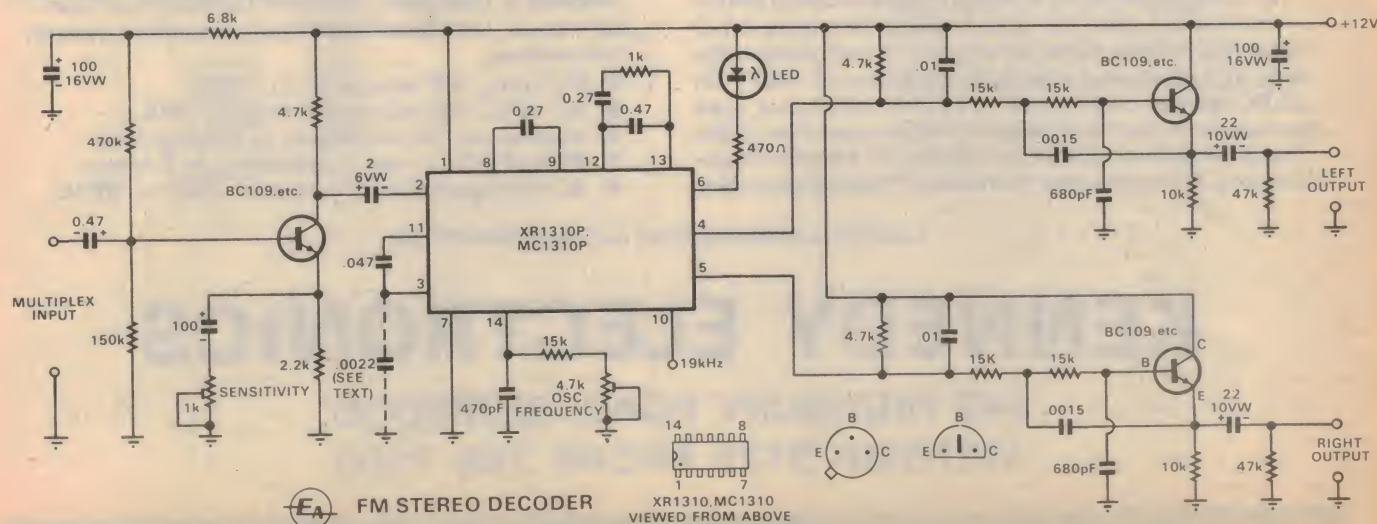 6.8k
+12V
100
16VW
4.7k
470k
BC109.etc.
2
6VW
0.47
MULTIPLEX
INPUT
150k
100
SENSITIVITY
1k
2.2k
.0022
(SEE
TEXT)
.047
0.27
1k
0.27
0.47
1
8
9
12
13
2
11
3
7
14
10
6
4
5
XR1310P.
MC1310P
LED
λ
470Ω
15k
4.7k
OSC
FREQUENCY
470pF
19kHz
4.7k
.01
15k
15k
.0015
680pF
BC109.etc.
100
16VW
22
10VW
10k
47k
LEFT
OUTPUT
4.7k
.01
15K
15k
.0015
680pF
BC109.etc
C
B
E
22
10VW
10k
47k
RIGHT
OUTPUT
EA FM STEREO DECODER
14 8
1 7
XR1310,MC1310
VIEWED FROM ABOVE
B
E C
B
E C